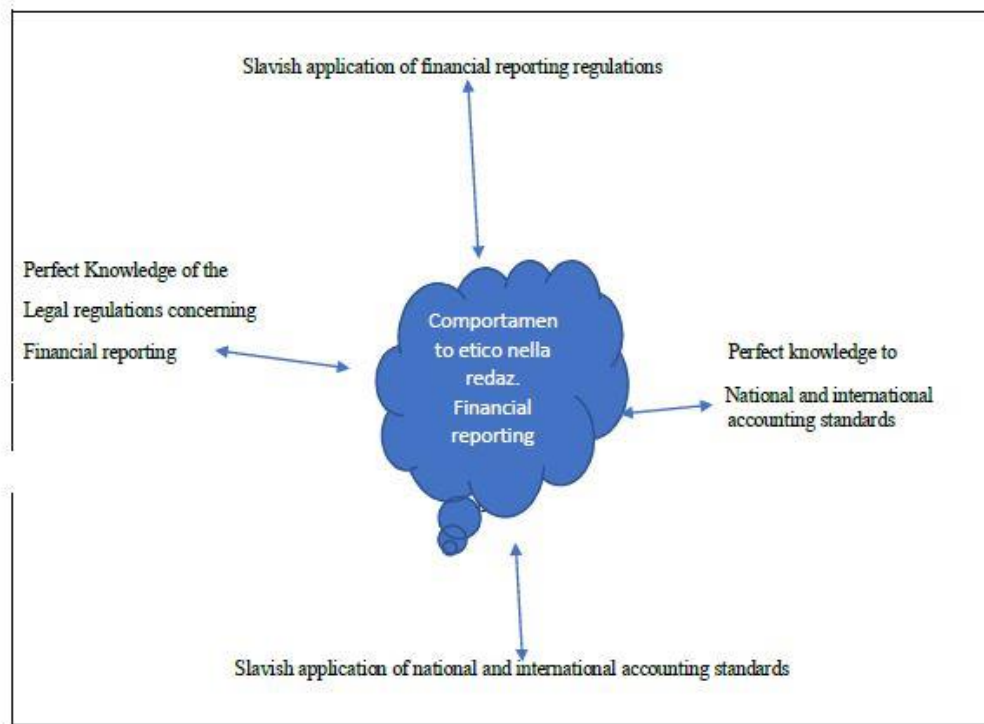 Slavish application of financial reporting regulations
Perfect Knowledge of the
Legal regulations concerning
Financial reporting
Comportamen
to etico nella
redaz.
Financial
reporting
Perfect knowledge to
National and international
accounting standards
Slavish application of national and international accounting standards